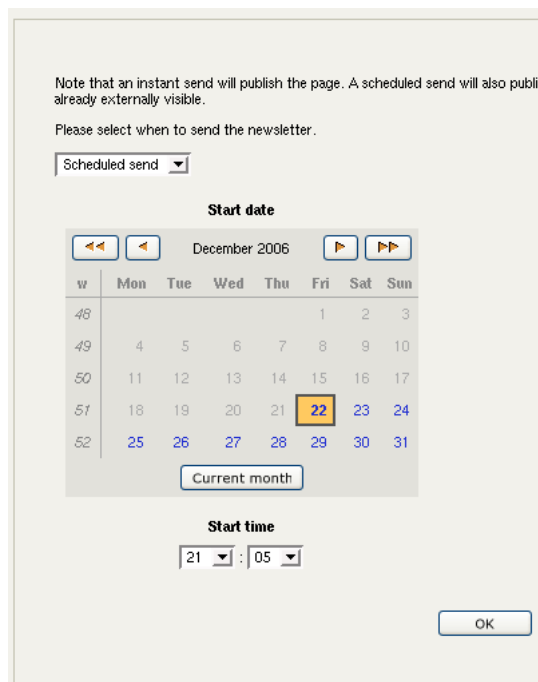 Note that an instant send will publish the page. A scheduled send will also publi
already externally visible.
Please select when to send the newsletter.
Scheduled send
Start date
December 2006
w Mon Tue Wed Thu Fri Sat Sun
48 1 2 3
49 4 5 6 7 8 9 10
50 11 12 13 14 15 16 17
51 18 19 20 21 22 23 24
52 25 26 27 28 29 30 31
Current month
Start time
21 : 05
OK